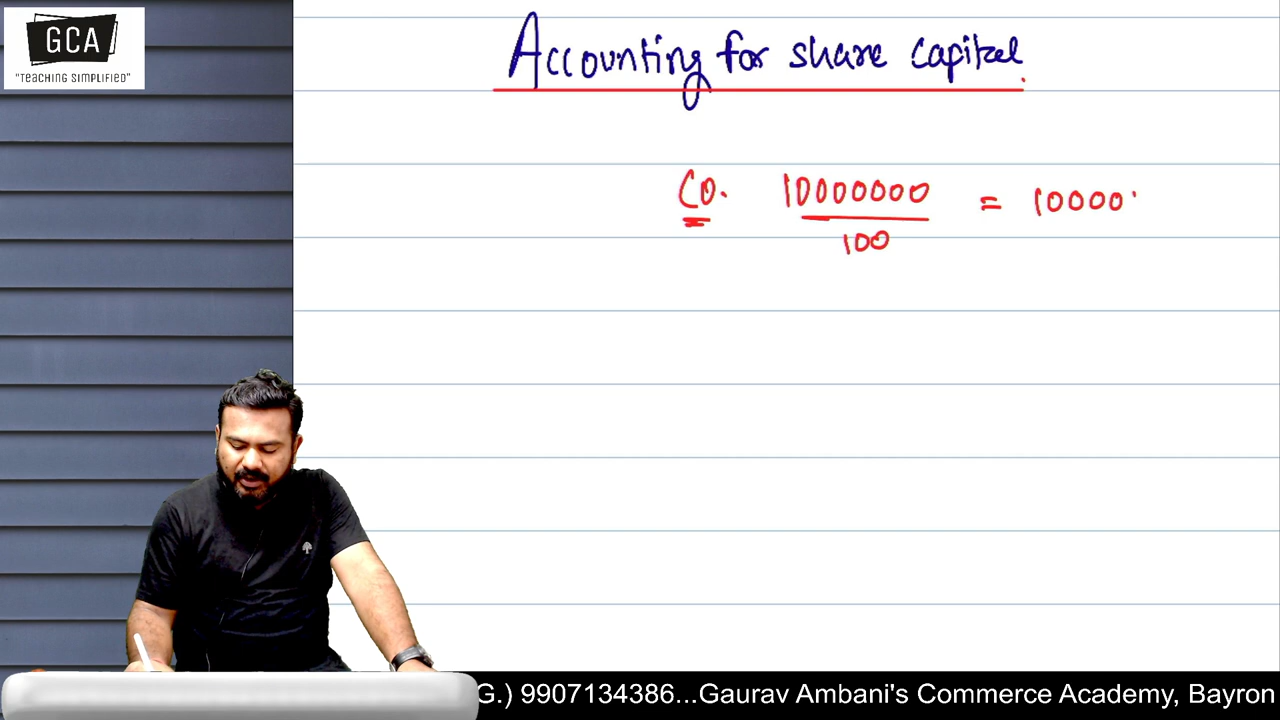 GCA
"TEACHING SIMPLIFIED"
Accounting for share capital
Co. 10000000 = 10000
100
G.) 9907134386...Gaurav Ambani's Commerce Academy, Bayron